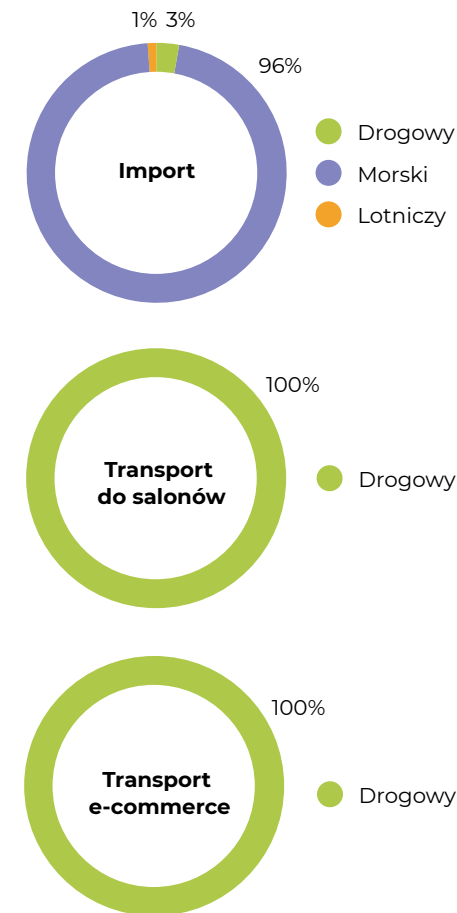 1% 3%
96%
Import
Drogowy
Morski
Lotniczy
100%
Transport
do salonów
Drogowy
100%
Transport
e-commerce
Drogowy